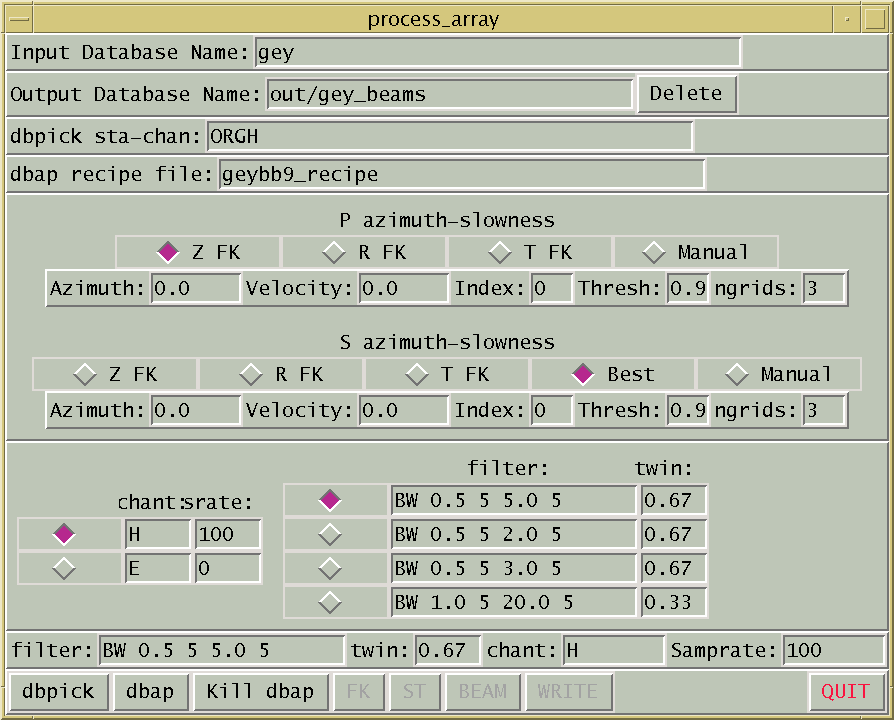 process_array
Input Database Name: gey
Output Database Name: out/gey_beams Delete
dbpick sta-chan: ORGH
dbap recipe file: geybb9_recipe
P azimuth-slowness
Z FK R FK T FK Manual
Azimuth: 0.0 Velocity: 0.0 Index: 0 Thresh: 0.9 ngrids: 3
S azimuth-slowness
Z FK R FK T FK Best Manual
Azimuth: 0.0 Velocity: 0.0 Index: 0 Thresh: 0.9 ngrids: 3
filter: twin:
chant: srate:
BW 0.5 5 5.0 5 0.67
H 100 BW 0.5 5 2.0 5 0.67
E 0 BW 0.5 5 3.0 5 0.67
BW 1.0 5 20.0 5 0.33
filter: BW 0.5 5 5.0 5 twin: 0.67 chant: H Samprate: 100
dbpick dbap Kill dbap FK ST BEAM WRITE QUIT